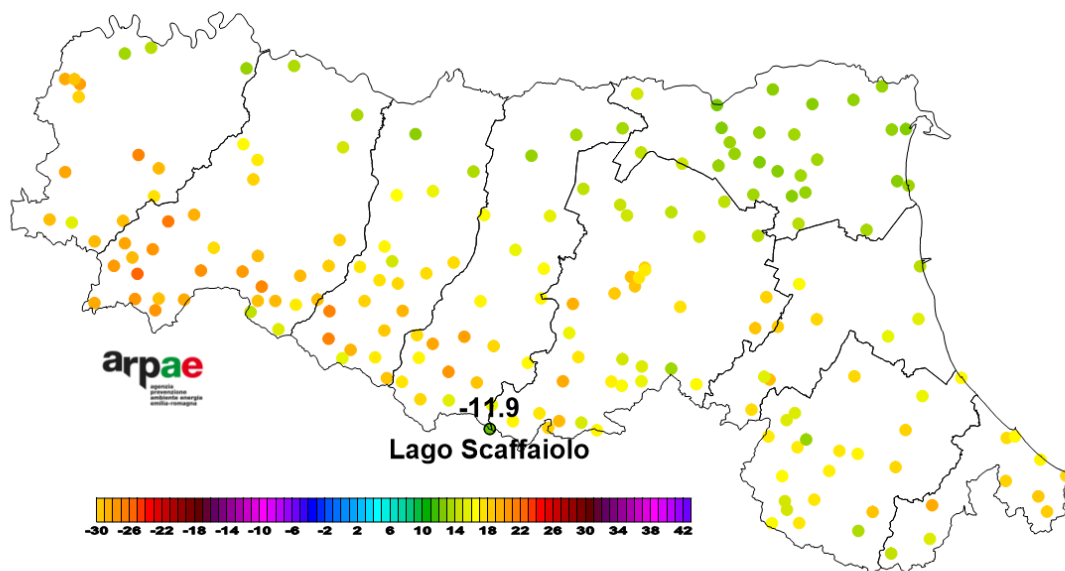 arpae
agenzia
prevenzione
ambiente energia
emilia-romagna
-11.9
Lago Scaffaiolo
-30 -26 -22 -18 -14 -10 -6 -2 2 6 10 14 18 22 26 30 34 38 42